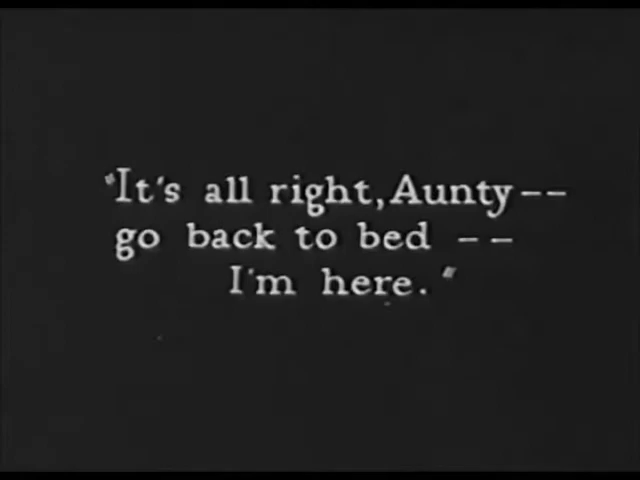 "It's all right, Aunty--
go back to bed --
I'm here."